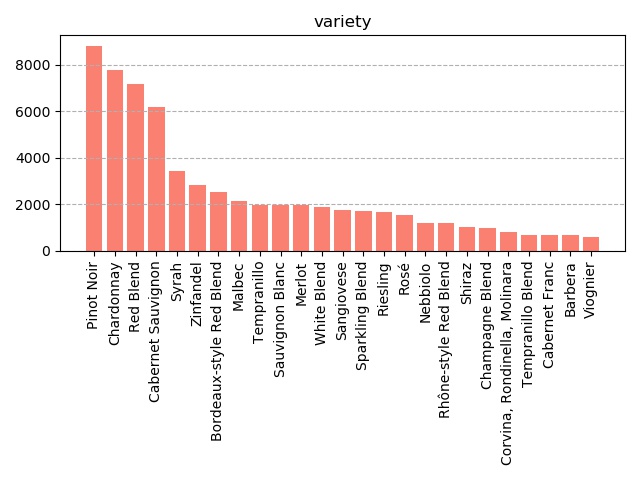 variety
8000
6000
4000
2000
0
Pinot Noir
Chardonnay
Red Blend
Cabernet Sauvignon
Syrah
Zinfandel
Bordeaux-style Red Blend
Malbec
Tempranillo
Sauvignon Blanc
Merlot
White Blend
Sangiovese
Sparkling Blend
Riesling
Rosé
Nebbiolo
Rhône-style Red Blend
Shiraz
Champagne Blend
Corvina, Rondinella, Molinara
Tempranillo Blend
Cabernet Franc
Barbera
Viognier